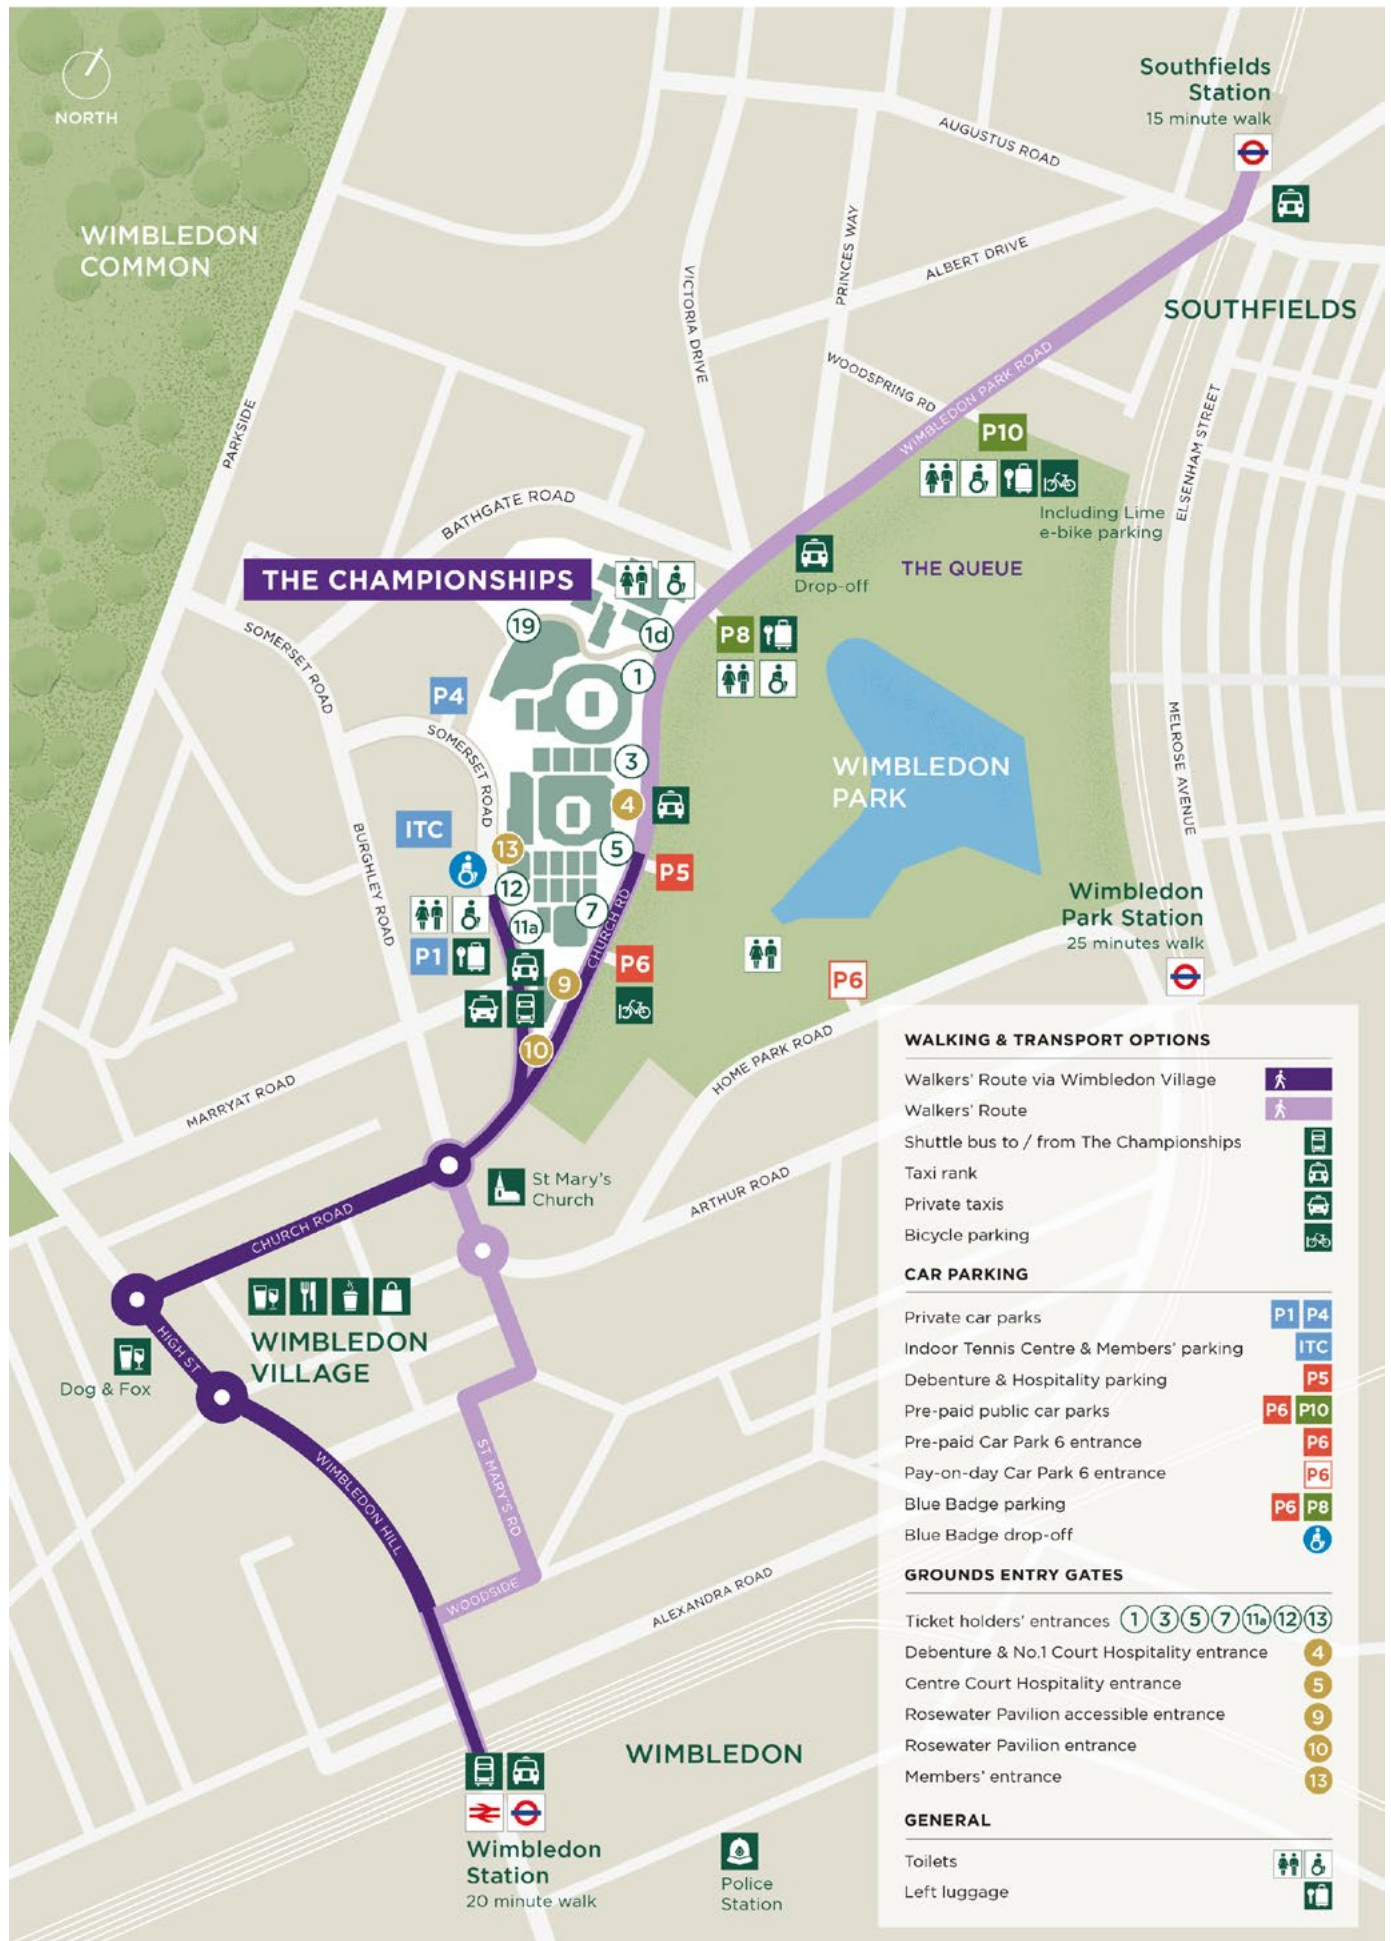 NORTH
WIMBLEDON
COMMON
Southfields
Station
15 minute walk
AUGUSTUS ROAD
PRINCES WAY
ALBERT DRIVE
VICTORIA DRIVE
SOUTHFIELDS
WOODSPRING RD
WIMBLEDON PARK ROAD
PARKSIDE
P10
ELSENHAM STREET
Including Lime
e-bike parking
BATHGATE ROAD
THE CHAMPIONSHIPS
Drop-off
THE QUEUE
19
1d
P8
SOMERSET ROAD
1
P4
SOMERSET ROAD
3
WIMBLEDON
PARK
MELROSE AVENUE
4
ITC
13
5
P5
BURGHLEY ROAD
12
7
11a
CHURCH RD
Wimbledon
Park Station
25 minutes walk
P1
P6
9
P6
10
HOME PARK ROAD
MARRYAT ROAD
St Mary's
Church
ARTHUR ROAD
CHURCH ROAD
HIGH ST
WIMBLEDON
VILLAGE
Dog & Fox
WIMBLEDON HILL
ST MARY'S RD
WOODSIDE
ALEXANDRA ROAD
WIMBLEDON
Wimbledon
Station
20 minute walk
Police
Station
WALKING & TRANSPORT OPTIONS
Walkers' Route via Wimbledon Village
Walkers' Route
Shuttle bus to / from The Championships
Taxi rank
Private taxis
Bicycle parking
CAR PARKING
Private car parks P1 P4
Indoor Tennis Centre & Members' parking ITC
Debenture & Hospitality parking P5
Pre-paid public car parks P6 P10
Pre-paid Car Park 6 entrance P6
Pay-on-day Car Park 6 entrance P6
Blue Badge parking P6 P8
Blue Badge drop-off
GROUNDS ENTRY GATES
Ticket holders' entrances 1 3 5 7 11a 12 13
Debenture & No.1 Court Hospitality entrance 4
Centre Court Hospitality entrance 5
Rosewater Pavilion accessible entrance 9
Rosewater Pavilion entrance 10
Members' entrance 13
GENERAL
Toilets
Left luggage